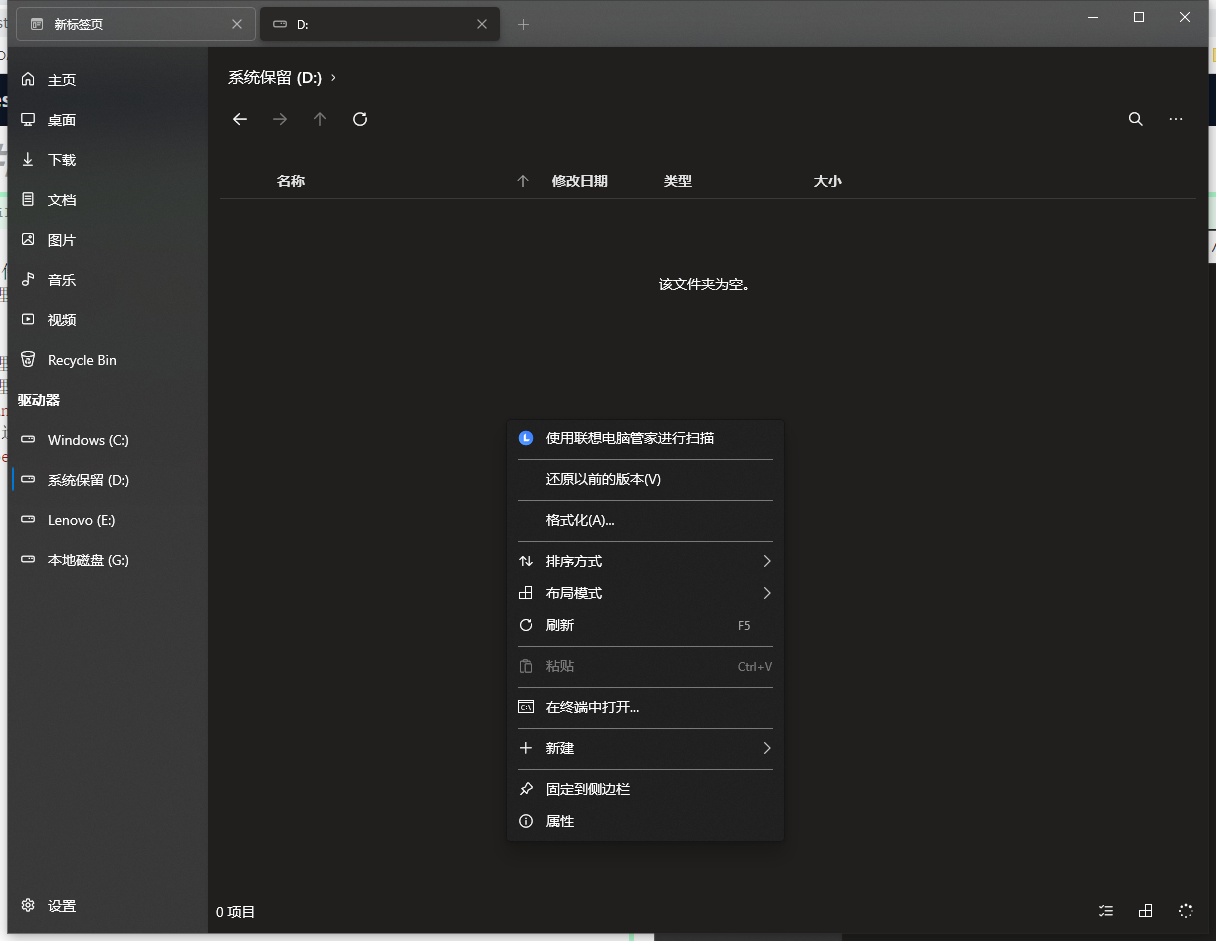 新标签页
D:
主页
桌面
下载
文档
图片
音乐
视频
Recycle Bin
驱动器
Windows (C:)
系统保留 (D:)
Lenovo (E:)
本地磁盘 (G:)
设置
系统保留 (D:)
名称 修改日期 类型 大小
该文件夹为空。
使用联想电脑管家进行扫描
还原以前的版本(V)
格式化(A)...
排序方式
布局模式
刷新 F5
粘贴 Ctrl+V
在终端中打开...
新建
固定到侧边栏
属性
0 项目